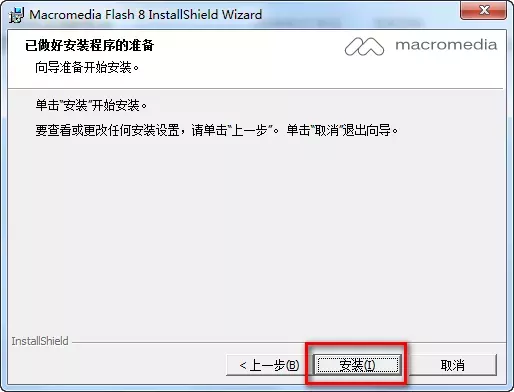 Macromedia Flash 8 InstallShield Wizard
已做好安装程序的准备
向导准备开始安装。
macromedia
单击“安装”开始安装。
要查看或更改任何安装设置，请单击“上一步”。单击“取消”退出向导。
InstallShield
< 上一步(B)
安装(I)
取消